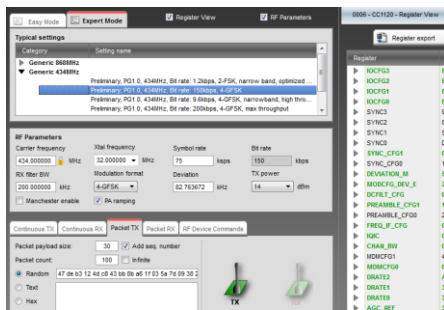 Easy Mode
Expert Mode
Register View
RF Parameters
Typical settings
Category Setting name
Generic 868MHz
Generic 434MHz
Preliminary, PG1.0, 434MHz, Bit rate: 1.2kbps, 2-FSK, narrow band, optimized ...
Preliminary, PG1.0, 434MHz, Bit rate: 150kbps, 4-GFSK
Preliminary, PG1.0, 434MHz, Bit rate: 9.6kbps, 4-GFSK, narrowband, high thro...
Preliminary, PG1.0, 434MHz, Bit rate: 200kbps, 4-GFSK, max throughput
RF Parameters
Carrier frequency Xtal frequency Symbol rate Bit rate
434.000000 MHz 32.000000 MHz 75 ksps 150 kbps
RX filter BW Modulation format Deviation TX power
200.000000 kHz 4-GFSK 82.763672 kHz 14 dBm
Manchester enable PA ramping
Continuous TX Continuous RX Packet TX Packet RX RF Device Commands
Packet payload size: 30 Add seq. number
Packet count: 100 Infinite
Random 47 de b3 12 4d c8 43 bb 8b a6 1f 03 5a 7d 09 38 2
Text
Hex
TX
0006 - CC1120 - Register View
Register export
Register
IOCFG3
IOCFG2
IOCFG1
IOCFG0
SYNC3
SYNC2
SYNC1
SYNC0
SYNC_CFG1
SYNC_CFG0
DEVIATION_M
MODCFG_DEV_E
DCFILT_CFG
PREAMBLE_CFG1
PREAMBLE_CFG0
FREQ_IF_CFG
IQIC
CHAN_BW
MDMCFG1
MDMCFG0
DRATE2
DRATE1
DRATE0
AGC_REF